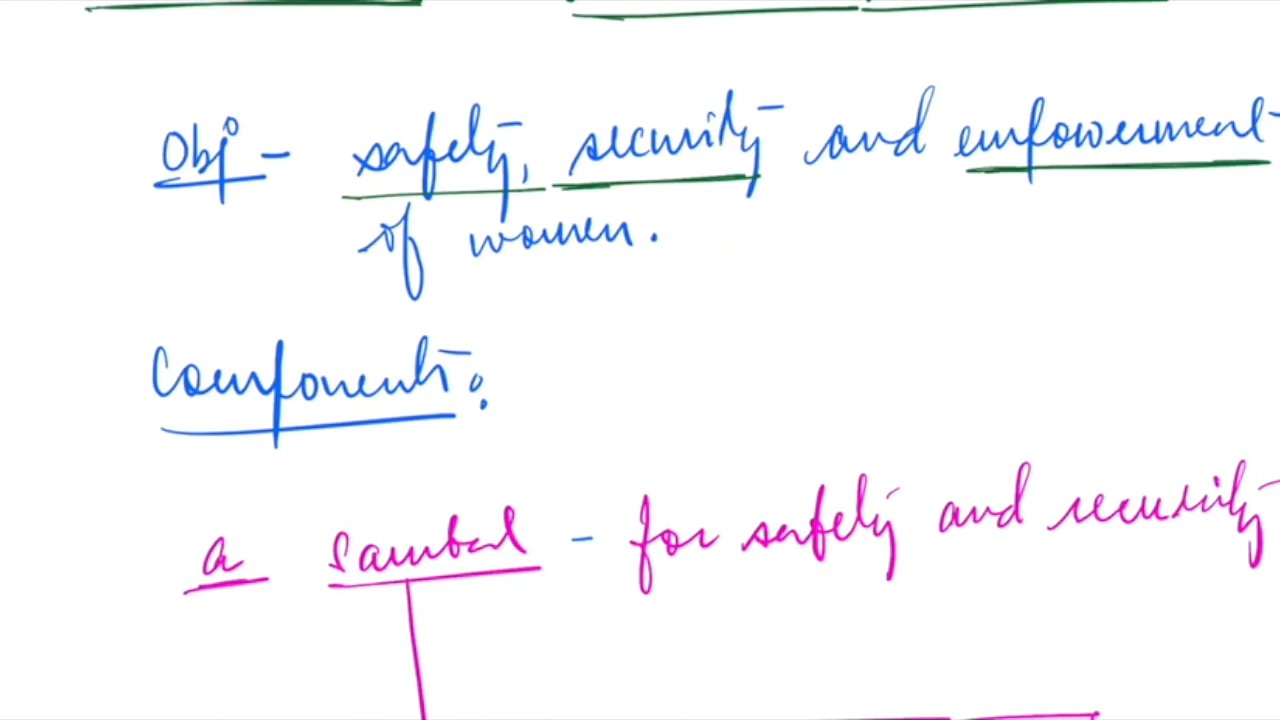 Obj - safety, security and empowerment
of women.
Components:
a Sambal - for safety and security